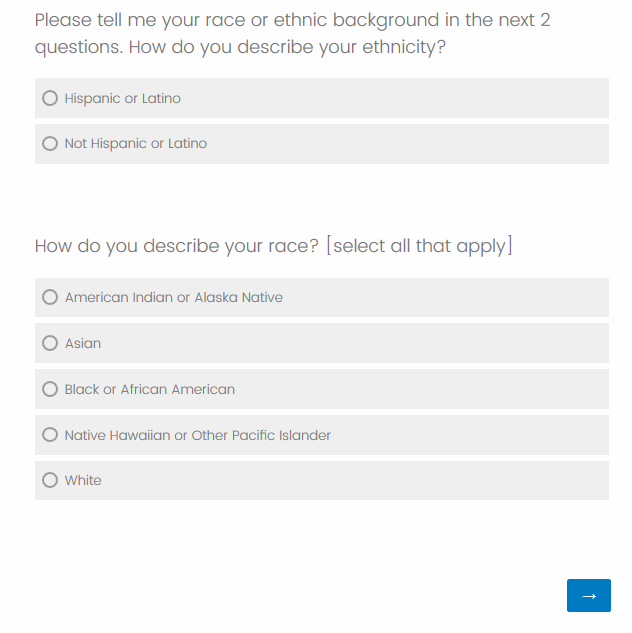 Please tell me your race or ethnic background in the next 2
questions. How do you describe your ethnicity?
Hispanic or Latino
Not Hispanic or Latino
How do you describe your race? [select all that apply]
American Indian or Alaska Native
Asian
Black or African American
Native Hawaiian or Other Pacific Islander
White
→